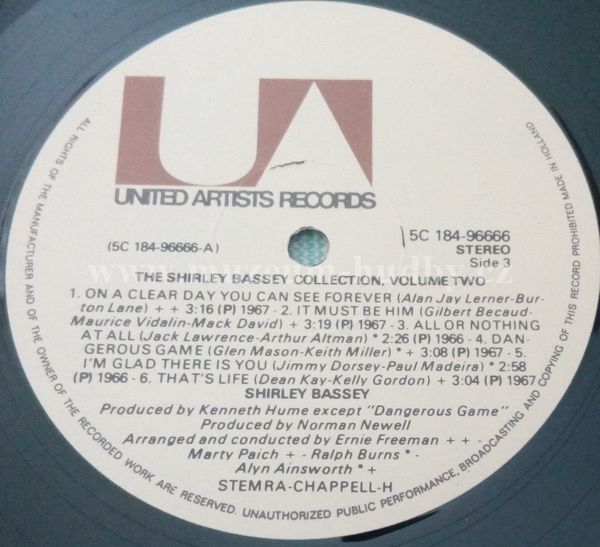 UA
UNITED ARTISTS RECORDS
(5C 184-96666-A)
5C 184-96666
STEREO
Side 3
THE SHIRLEY BASSEY COLLECTION, VOLUME TWO
1. ON A CLEAR DAY YOU CAN SEE FOREVER (Alan Jay Lerner-Bur-
ton Lane) + + 3:16 (P) 1967 - 2. IT MUST BE HIM (Gilbert Becaud-
Maurice Vidalin-Mack David) + 3:19 (P) 1967 - 3. ALL OR NOTHING
AT ALL (Jack Lawrence-Arthur Altman) * 2:26 (P) 1966 - 4. DAN-
GEROUS GAME (Glen Mason-Keith Miller) * + 3:08 (P) 1967 - 5.
I'M GLAD THERE IS YOU (Jimmy Dorsey-Paul Madeira) * 2:58
(P) 1966 - 6. THAT'S LIFE (Dean Kay-Kelly Gordon) + 3:04 (P) 1967
SHIRLEY BASSEY
Produced by Kenneth Hume except "Dangerous Game"
Produced by Norman Newell
Arranged and conducted by Ernie Freeman + + -
Marty Paich + - Ralph Burns * -
Alyn Ainsworth * +
STEMRA-CHAPPELL-H
ALL RIGHTS OF THE MANUFACTURER AND OF THE OWNER OF THE RECORDED WORK ARE RESERVED. UNAUTHORIZED PUBLIC PERFORMANCE, BROADCASTING AND COPYING OF THIS RECORD PROHIBITED MADE IN HOLLAND